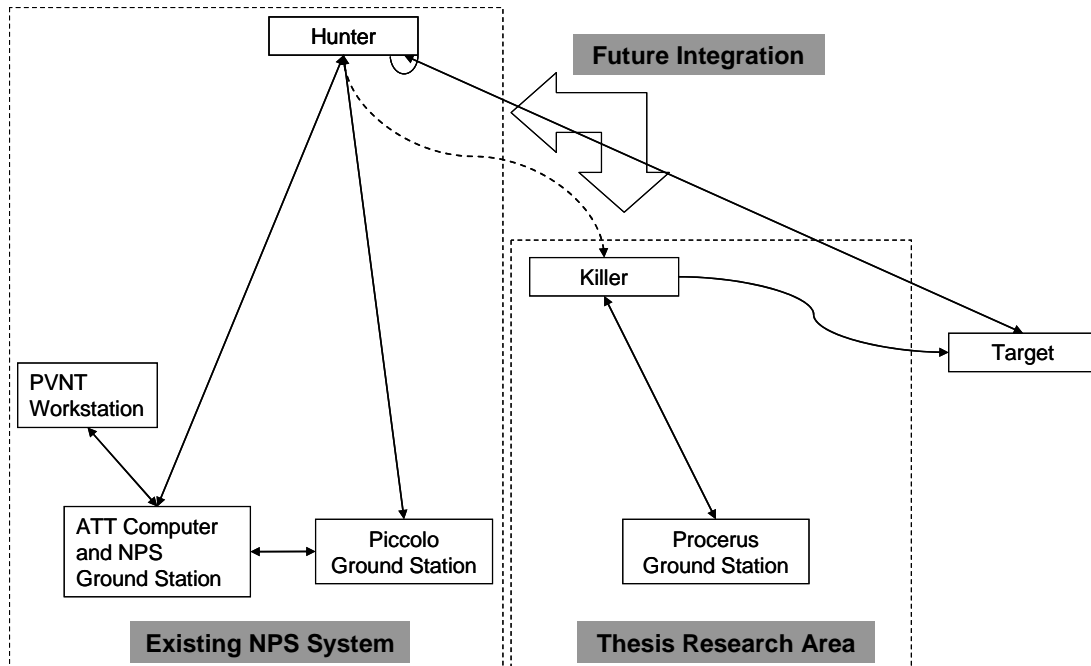 Hunter
Future Integration
Killer
Target
PVNT
Workstation
ATT Computer
and NPS
Ground Station
Piccolo
Ground Station
Procerus
Ground Station
Existing NPS System
Thesis Research Area